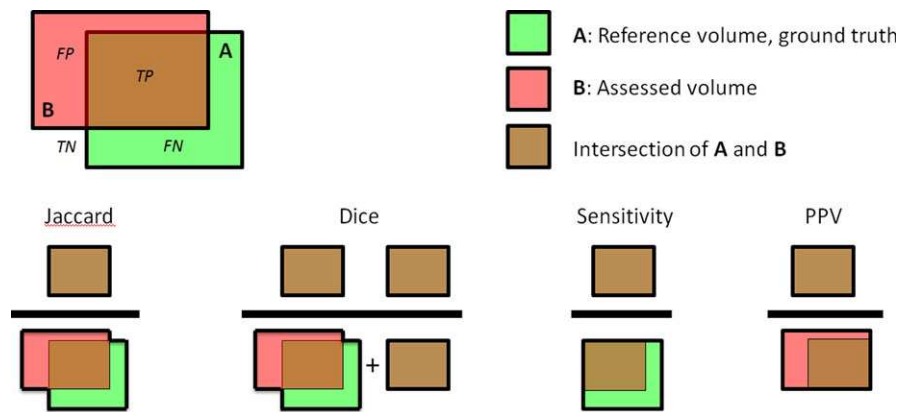 FP
A
TP
B
TN
FN
A: Reference volume, ground truth
B: Assessed volume
Intersection of A and B
Jaccard
Dice
Sensitivity
PPV
+